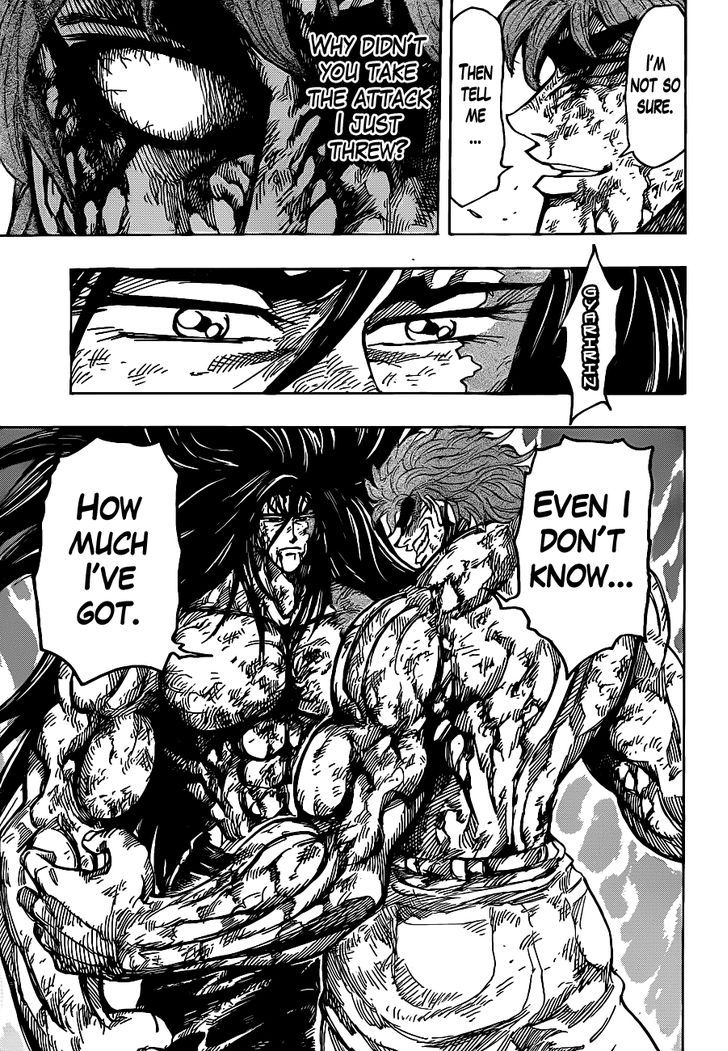 I'M
NOT SO
SURE.
THEN
TELL
ME
...
WHY DIDN'T
YOU TAKE
THE ATTACK
I JUST
THREW?
GYARIRIN
EVEN I
DON'T
KNOW...
HOW
MUCH
I'VE
GOT.